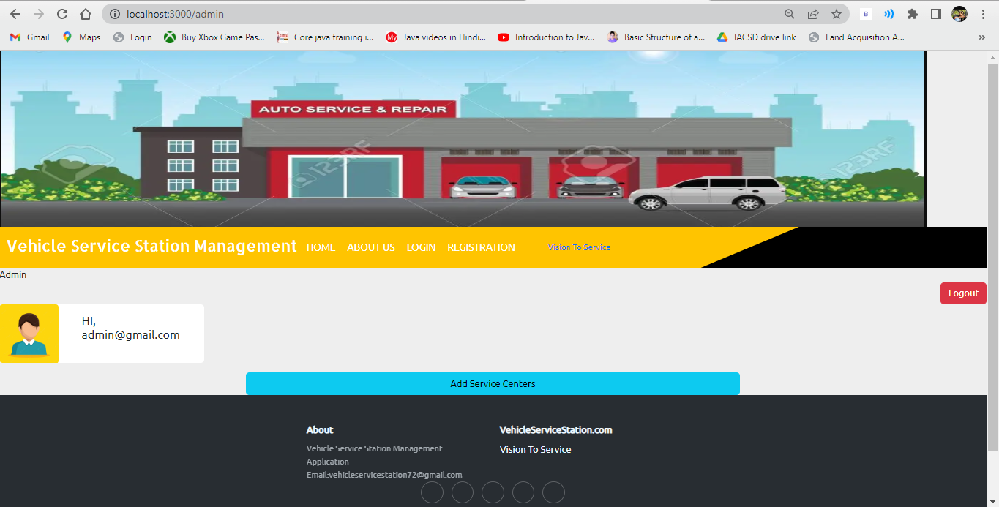 localhost:3000/admin
B
Gmail Maps Login Buy Xbox Game Pas... Core java training i... My Java videos in Hindi... Introduction to Jav... Basic Structure of a... IACSD drive link Land Acquisition A... »
AUTO SERVICE & REPAIR
123RF
123RF
Vehicle Service Station Management HOME ABOUT US LOGIN REGISTRATION Vision To Service
Admin
Logout
HI,
admin@gmail.com
Add Service Centers
About
Vehicle Service Station Management
Application
Email:vehicleservicestation72@gmail.com
VehicleServiceStation.com
Vision To Service